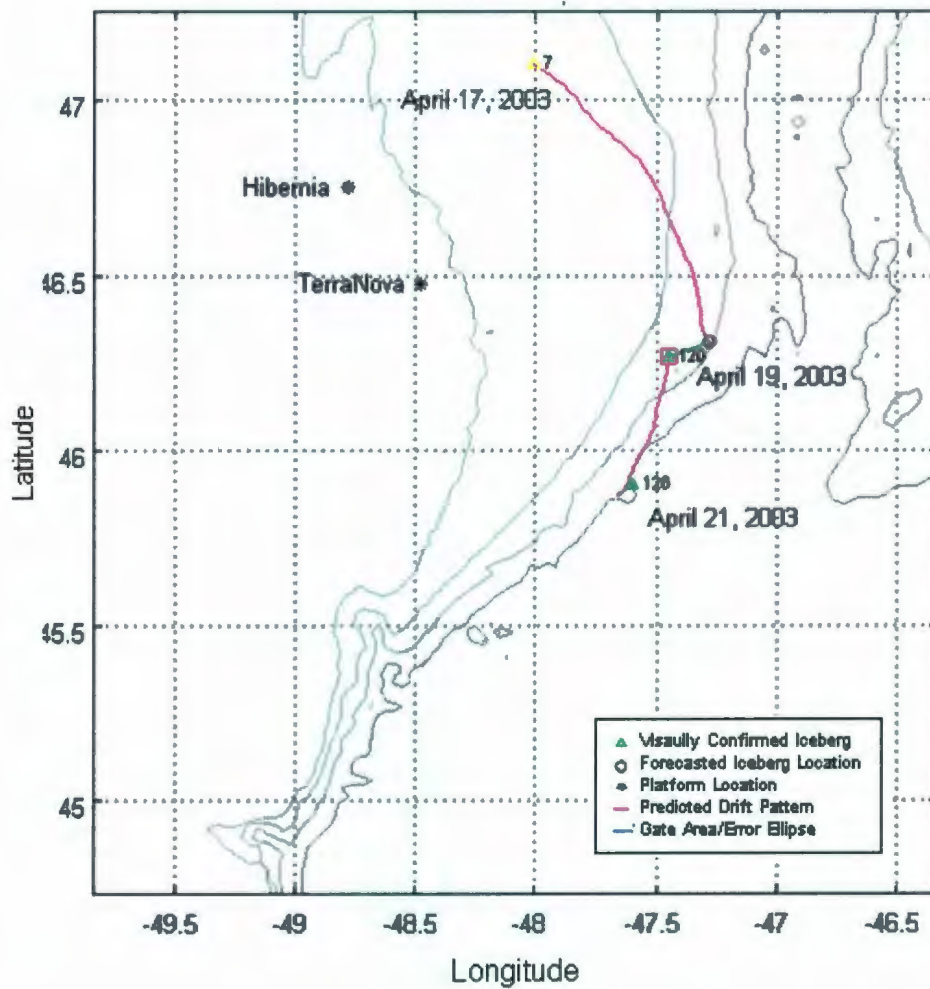 47
46.5
46
45.5
45
Latitude
7
April 17, 2003
Hibernia
TerraNova
120
April 19, 2003
126
April 21, 2003
Visaully Confirmed Iceberg
Forecasted Iceberg Location
Platform Location
Predicted Drift Pattern
Gate Area/Error Ellipse
-49.5
-49
-48.5
-48
-47.5
-47
-46.5
Longitude